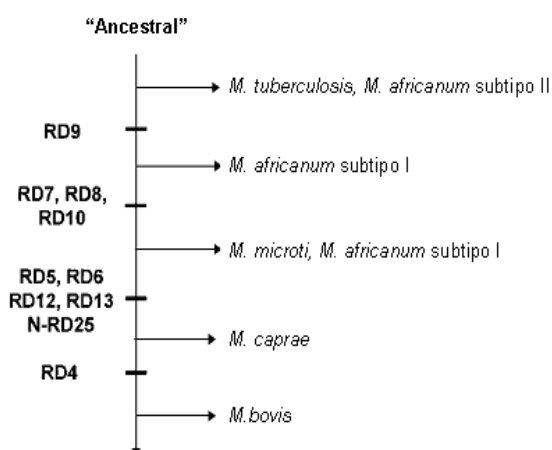 “Ancestral”
M. tuberculosis, M. africanum subtipo II
RD9
M. africanum subtipo I
RD7, RD8,
RD10
M. microti, M. africanum subtipo I
RD5, RD6
RD12, RD13
N-RD25
M. caprae
RD4
M.bovis